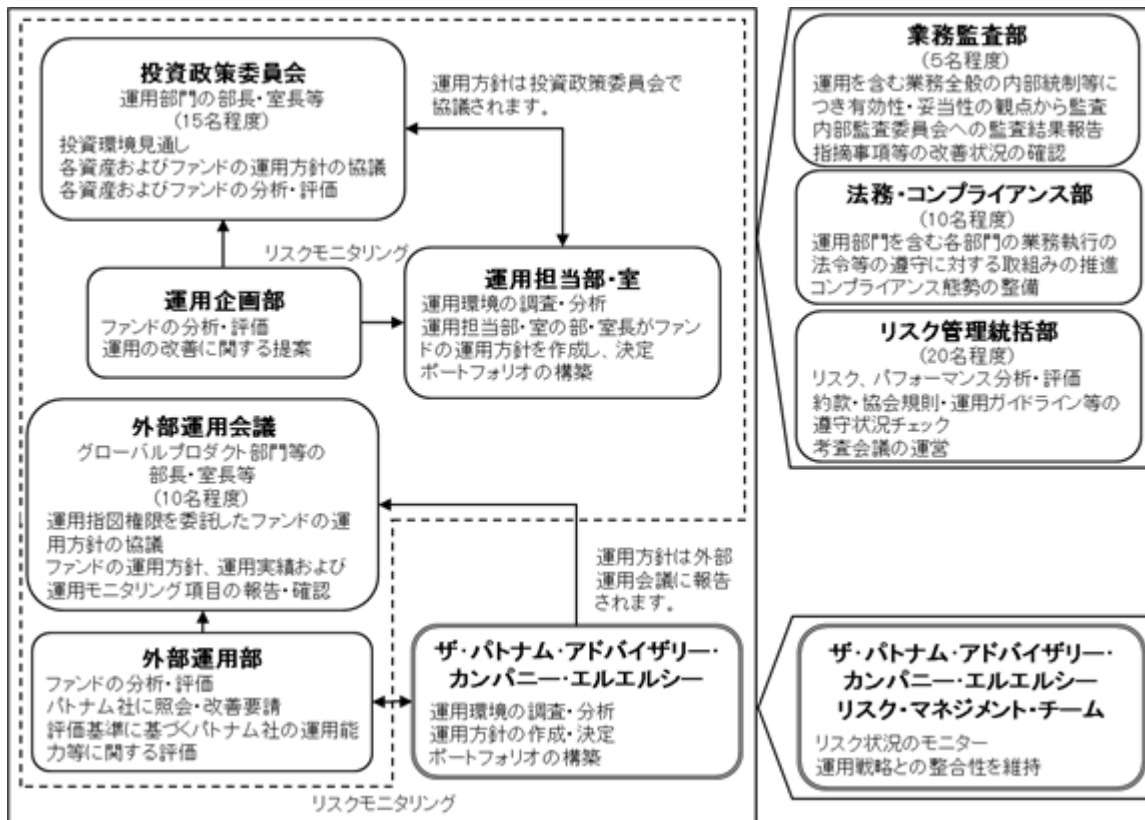 投資政策委員会
運用部門の部長・室長等
(15名程度)
投資環境見通し
各資産およびファンドの運用方針の協議
各資産およびファンドの分析・評価
運用方針は投資政策委員会で
協議されます。
リスクモニタリング
運用企画部
ファンドの分析・評価
運用の改善に関する提案
運用担当部・室
運用環境の調査・分析
運用担当部・室の部・室長がファン
ドの運用方針を作成し、決定
ポートフォリオの構築
外部運用会議
グローバルプロダクト部門等の
部長・室長等
(10名程度)
運用指図権限を委託したファンドの運
用方針の協議
ファンドの運用方針、運用実績および
運用モニタリング項目の報告・確認
運用方針は外部
運用会議に報告
されます。
外部運用部
ファンドの分析・評価
パトナム社に照会・改善要請
評価基準に基づくパトナム社の運用能
力等に関する評価
ザ・パトナム・アドバイザリー・
カンパニー・エルエルシー
運用環境の調査・分析
運用方針の作成・決定
ポートフォリオの構築
リスクモニタリング
業務監査部
(5名程度)
運用を含む業務全般の内部統制等に
つき有効性・妥当性の観点から監査
内部監査委員会への監査結果報告
指摘事項等の改善状況の確認
法務・コンプライアンス部
(10名程度)
運用部門を含む各部門の業務執行の
法令等の遵守に対する取組みの推進
コンプライアンス態勢の整備
リスク管理統括部
(20名程度)
リスク、パフォーマンス分析・評価
約款・協会規則・運用ガイドライン等の
遵守状況チェック
考査会議の運営
ザ・パトナム・アドバイザリー・
カンパニー・エルエルシー
リスク・マネジメント・チーム
リスク状況のモニター
運用戦略との整合性を維持